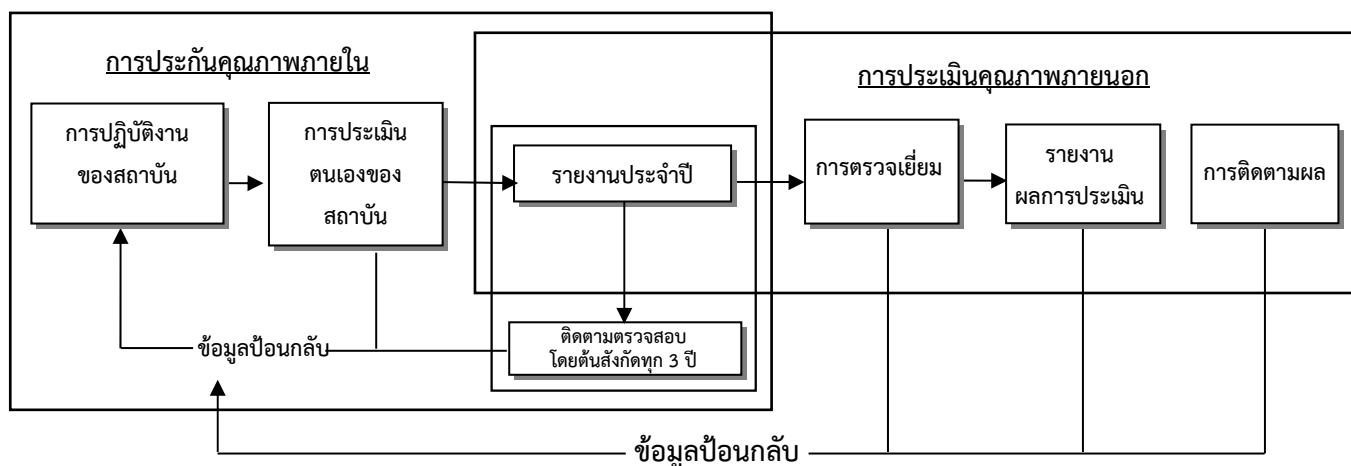 การประกันคุณภาพภายใน
การประเมินคุณภาพภายนอก
การปฏิบัติงาน
ของสถาบัน
การประเมิน
ตนเองของ
สถาบัน
รายงานประจำปี
การตรวจเยี่ยม
รายงาน
ผลการประเมิน
การติดตามผล
ติดตามตรวจสอบ
โดยต้นสังกัดทุก 3 ปี
ข้อมูลป้อนกลับ
ข้อมูลป้อนกลับ